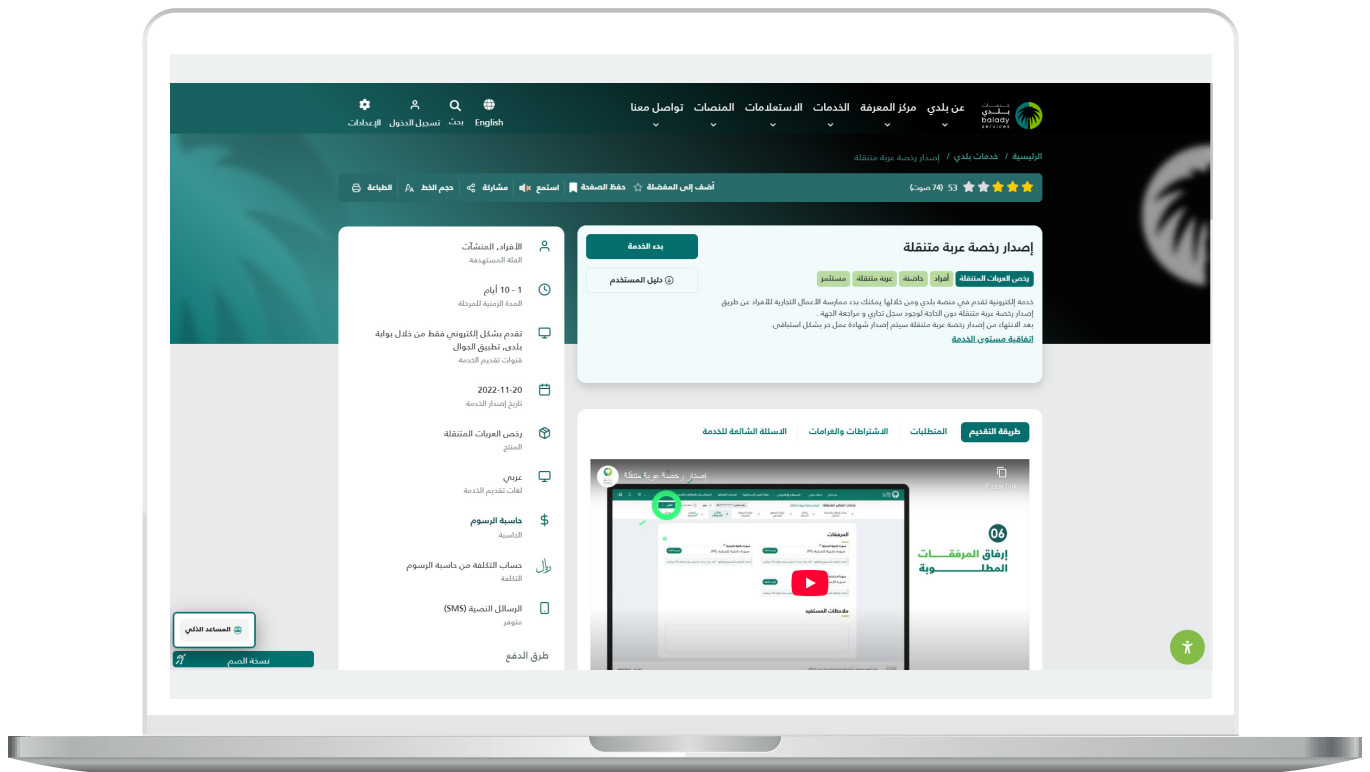 خدمات
بلدي
balady
services
عن بلدي
مركز المعرفة
الخدمات
الاستعلامات
المنصات
تواصل معنا
English
بحث
تسجيل الدخول
الإعدادات
الرئيسية / خدمات بلدي / إصدار رخصة عربة متنقلة
53 (74 صوت)
أضف إلى المفضلة
حفظ الصفحة
استمع
مشاركة
حجم الخط
الطباعة
إصدار رخصة عربة متنقلة
بدء الخدمة
دليل المستخدم
رخص العربات المتنقلة
أفراد
حاضنة
عربة متنقلة
مستثمر
خدمة إلكترونية تقدم في منصة بلدي ومن خلالها يمكنك بدء ممارسة الأعمال التجارية للأفراد عن طريق
إصدار رخصة عربة متنقلة دون الحاجة لوجود سجل تجاري و مراجعة الجهة .
بعد الانتهاء من إصدار رخصة عربة متنقلة سيتم إصدار شهادة عمل حر بشكل استباقي.
اتفاقية مستوى الخدمة
الأفراد, المنشآت
الفئة المستهدفة
1 - 10 أيام
المدة الزمنية للمرحلة
تقدم بشكل إلكتروني فقط من خلال بوابة
بلدي, تطبيق الجوال
قنوات تقديم الخدمة
2022-11-20
تاريخ إصدار الخدمة
رخص العربات المتنقلة
المنتج
عربي
لغات تقديم الخدمة
حاسبة الرسوم
الحاسبة
حساب التكلفة من حاسبة الرسوم
التكلفة
الرسائل النصية (SMS)
متوفر
طرق الدفع
طريقة التقديم
المتطلبات
الاشتراطات والغرامات
الاسئلة الشائعة للخدمة
إصدار رخصة عربة متنقلة
Copy link
06
إرفاق المرفقـــات
المطلـــــــوبة
المرفقات
ملاحظات المستفيد
المساعد الذكي
نسخة الصم